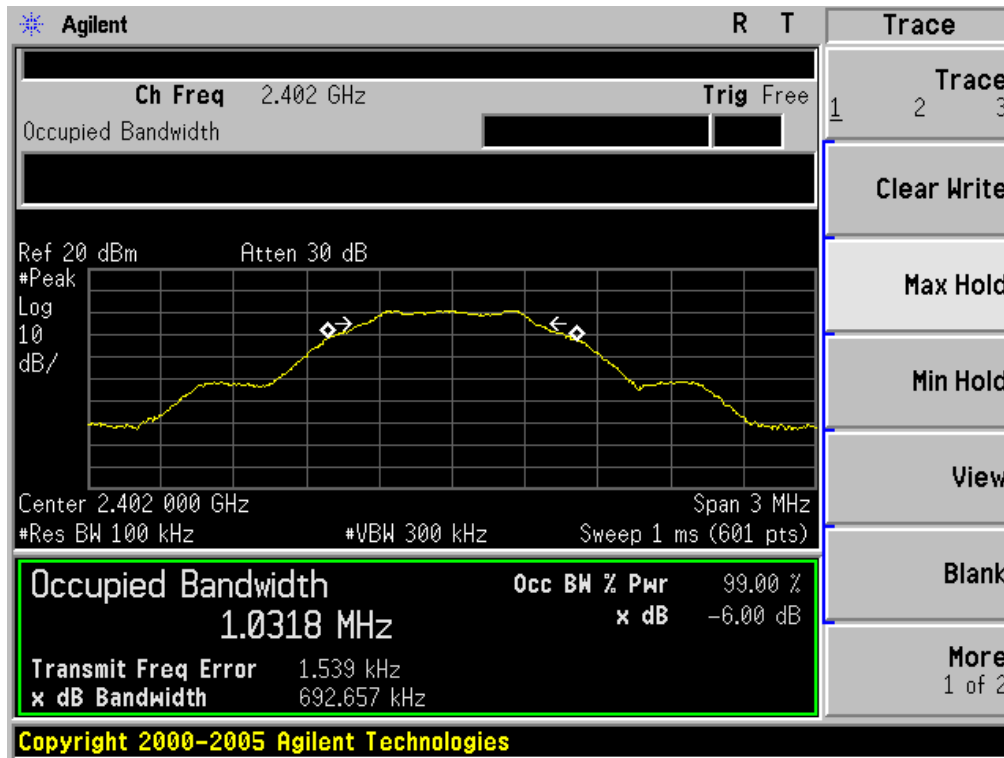 Agilent R T
Ch Freq 2.402 GHz Trig Free
Occupied Bandwidth
Ref 20 dBm Atten 30 dB
#Peak
Log
10
dB/
Center 2.402 000 GHz Span 3 MHz
#Res BW 100 kHz #VBW 300 kHz Sweep 1 ms (601 pts)
Occupied Bandwidth Occ BW % Pwr 99.00 %
1.0318 MHz x dB -6.00 dB
Transmit Freq Error 1.539 kHz
x dB Bandwidth 692.657 kHz
Copyright 2000-2005 Agilent Technologies
Trace
Trace
1 2 3
Clear Write
Max Hold
Min Hold
View
Blank
More
1 of 2